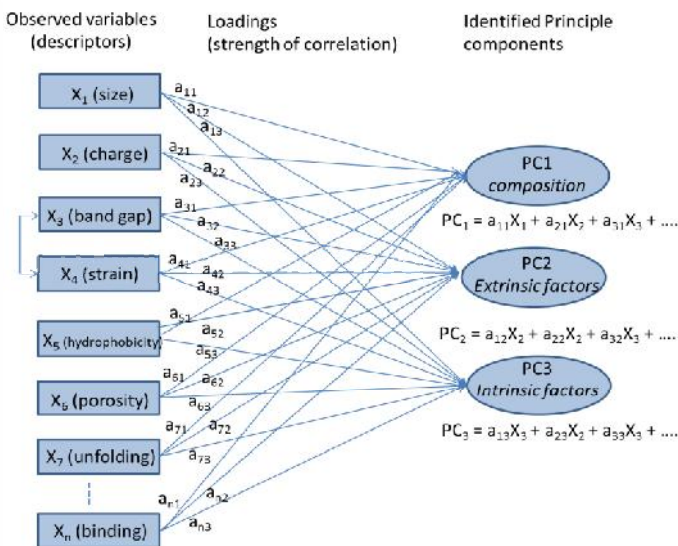 Observed variables
(descriptors)
Loadings
(strength of correlation)
Identified Principle
components
X₁ (size)
X₂ (charge)
X₃ (band gap)
X₄ (strain)
X₅ (hydrophobicity)
X₆ (porosity)
X₇ (unfolding)
Xₙ (binding)
a₁₁
a₁₂
a₁₃
a₂₁
a₂₂
a₂₃
a₃₁
a₃₂
a₃₃
a₄₁
a₄₂
a₄₃
a₅₁
a₅₂
a₅₃
a₆₁
a₆₂
a₆₃
a₇₁
a₇₂
a₇₃
aₙ₁
aₙ₂
aₙ₃
PC1
composition
PC₁ = a₁₁X₁ + a₂₁X₂ + a₃₁X₃ + ....
PC2
Extrinsic factors
PC₂ = a₁₂X₂ + a₂₂X₂ + a₃₂X₃ + ....
PC3
Intrinsic factors
PC₃ = a₁₃X₃ + a₂₃X₂ + a₃₃X₃ + ....